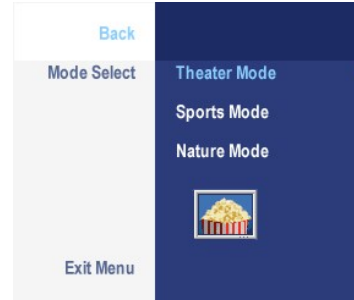 Back
Mode Select
Theater Mode
Sports Mode
Nature Mode
Exit Menu